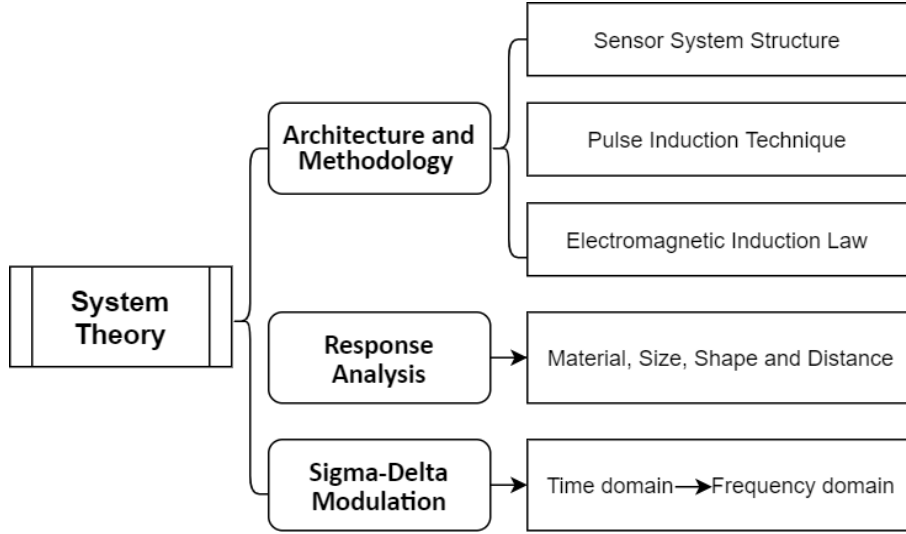 Sensor System Structure
Architecture and
Methodology
Pulse Induction Technique
Electromagnetic Induction Law
System
Theory
Response
Analysis
Material, Size, Shape and Distance
Sigma-Delta
Modulation
Time domain→Frequency domain